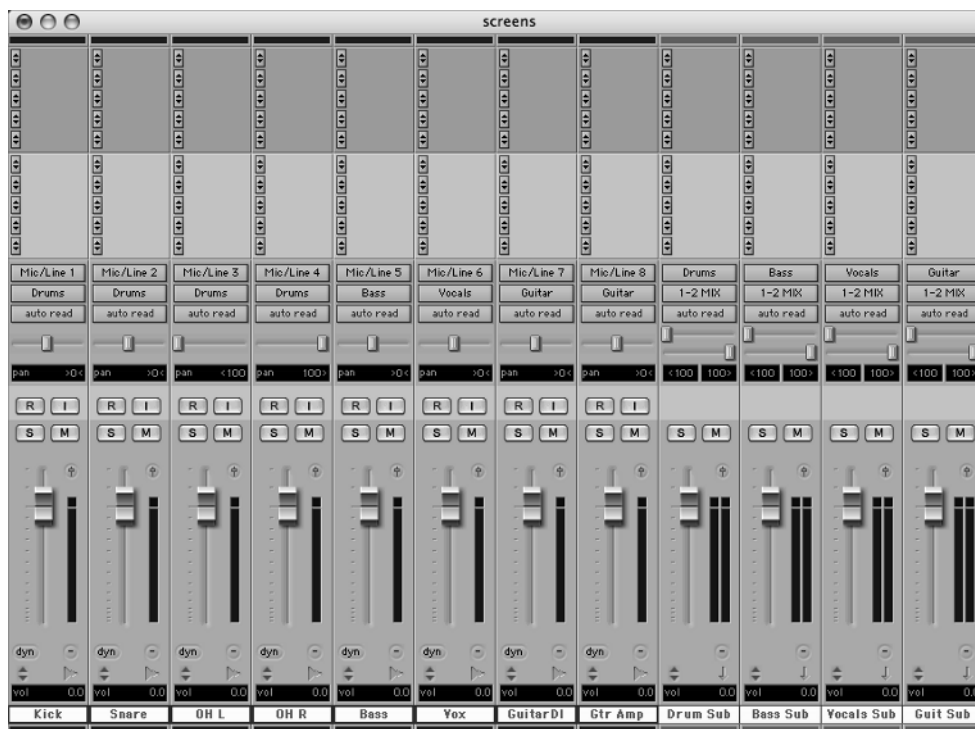 screens
Mic/Line 1 Mic/Line 2 Mic/Line 3 Mic/Line 4 Mic/Line 5 Mic/Line 6 Mic/Line 7 Mic/Line 8 Drums Bass Vocals Guitar
Drums Drums Drums Drums Bass Vocals Guitar Guitar 1-2 MIX 1-2 MIX 1-2 MIX 1-2 MIX
auto read auto read auto read auto read auto read auto read auto read auto read auto read auto read auto read auto read
pan >0< pan >0< pan <100 pan 100> pan >0< pan >0< pan >0< pan >0< <100 100> <100 100> <100 100> <100 100>
R I R I R I R I R I R I R I R I
S M S M S M S M S M S M S M S M S M S M S M S M
dyn dyn dyn dyn dyn dyn dyn dyn
vol 0.0 vol 0.0 vol 0.0 vol 0.0 vol 0.0 vol 0.0 vol 0.0 vol 0.0 vol 0.0 vol 0.0 vol 0.0 vol 0.0
Kick Snare OH L OH R Bass Vox GuitarDI Gtr Amp Drum Sub Bass Sub Vocals Sub Guit Sub